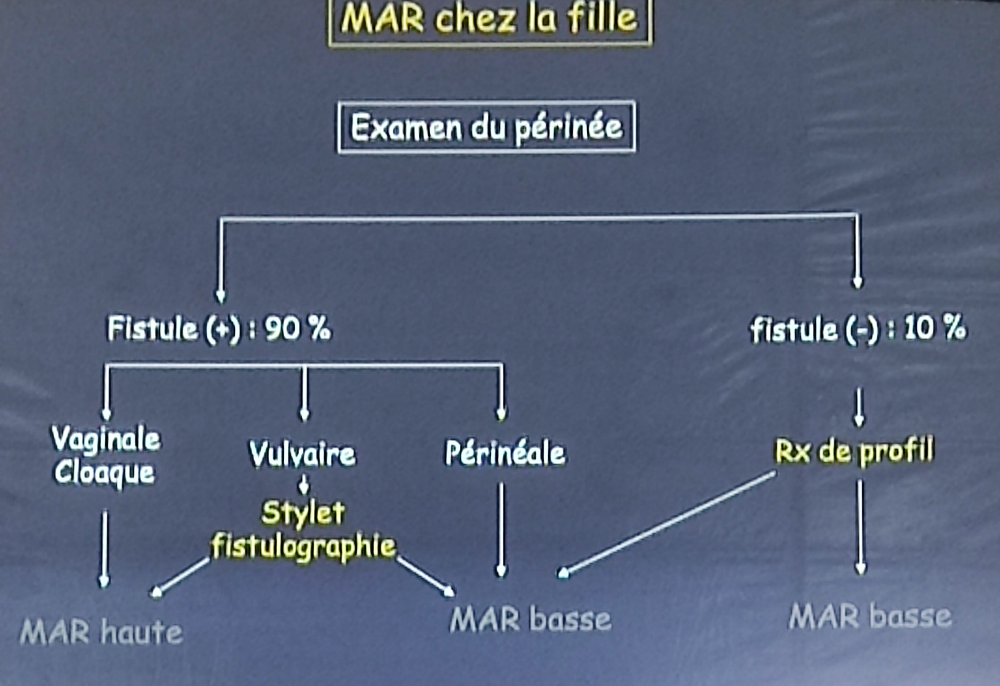 MAR chez la fille
Examen du périnée
Fistule (+) : 90 %
fistule (-) : 10 %
Vaginale
Cloaque
Vulvaire
Périnéale
Rx de profil
Stylet
fistulographie
MAR haute
MAR basse
MAR basse